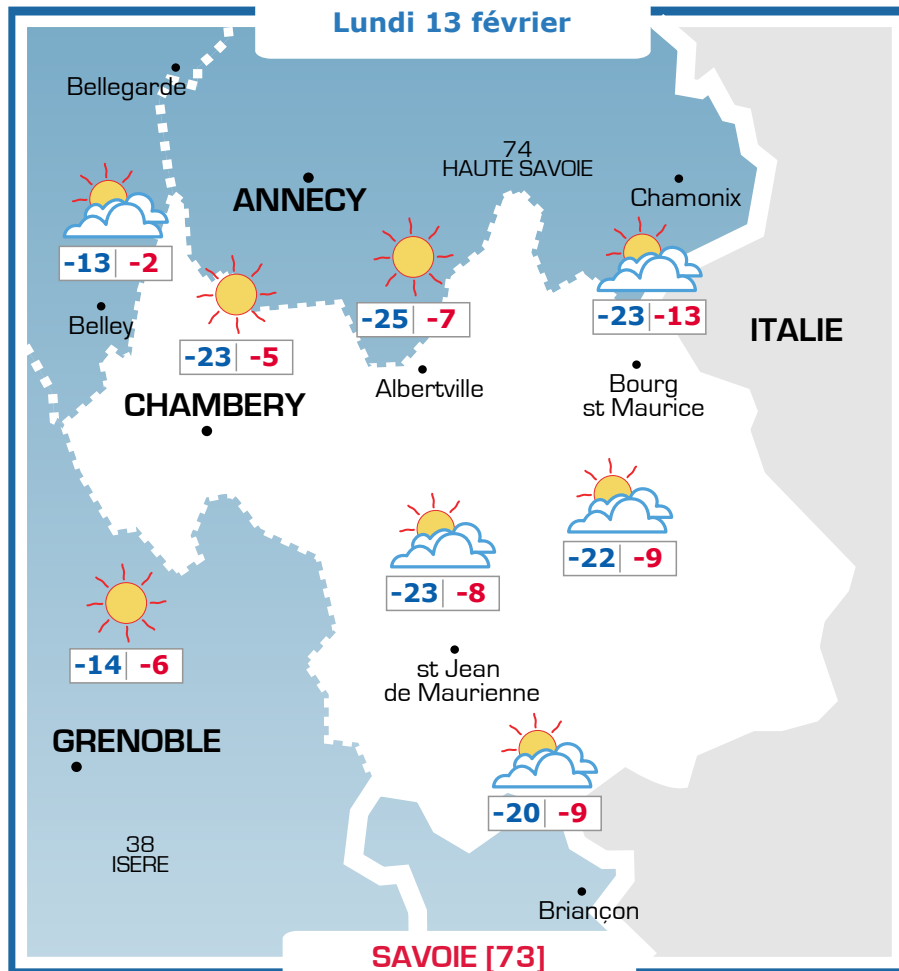 Lundi 13 février
Bellegarde
74
HAUTE SAVOIE
ANNECY
Chamonix
-13 -2
-25 -7
-23 -13
Belley
-23 -5
ITALIE
Albertville
Bourg
st Maurice
CHAMBERY
-22 -9
-23 -8
-14 -6
st Jean
de Maurienne
GRENOBLE
-20 -9
38
ISERE
Briançon
SAVOIE [73]